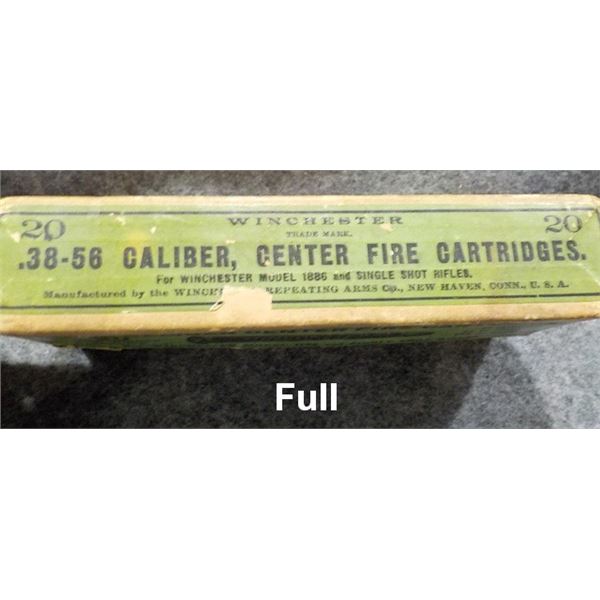 20 WINCHESTER 20
TRADE MARK.
.38-56 CALIBER, CENTER FIRE CARTRIDGES.
For WINCHESTER MODEL 1886 and SINGLE SHOT RIFLES.
Manufactured by the REPEATING ARMS Co., NEW HAVEN, CONN., U. S. A.
Full